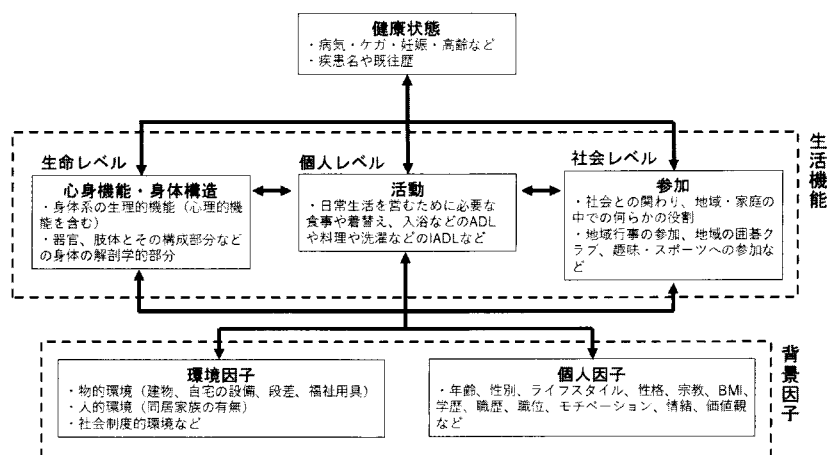 健康状態
・病気・ケガ・妊娠・高齢など
・疾患名や既往歴
生活機能
生命レベル
個人レベル
社会レベル
心身機能・身体構造
・身体系の生理的機能（心理的機
能を含む）
・器官、肢体とその構成部分など
の身体の解剖学的部分
活動
・日常生活を営むために必要な
食事や着替え、入浴などのADL
や料理や洗濯などのIADLなど
参加
・社会との関わり、地域・家庭の
中での何らかの役割
・地域行事の参加、地域の囲碁ク
ラブ、趣味・スポーツへの参加な
ど
背景因子
環境因子
・物的環境（建物、自宅の設備、段差、福祉用具）
・人的環境（同居家族の有無）
・社会制度的環境など
個人因子
・年齢、性別、ライフスタイル、性格、宗教、BMI、
学歴、職歴、職位、モチベーション、情緒、価値観
など